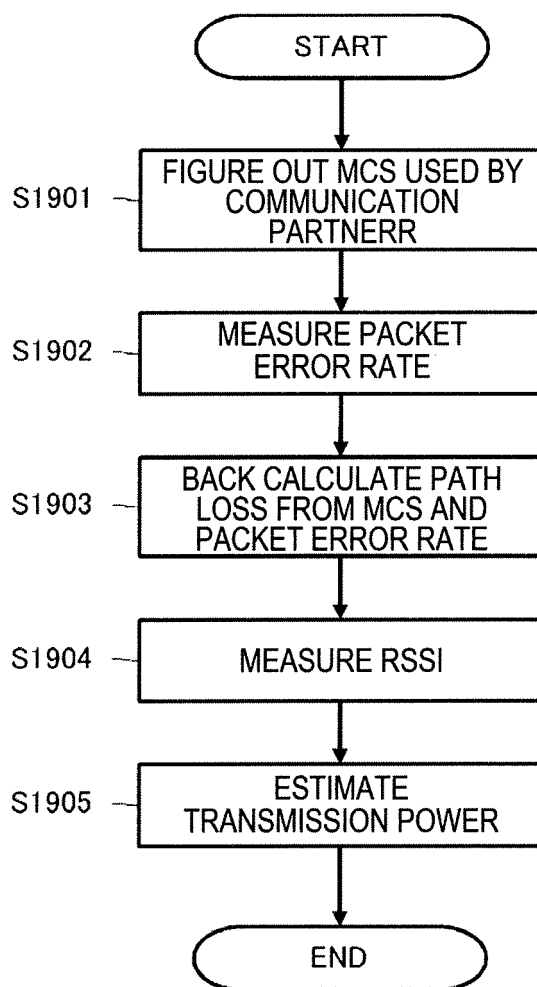 START
S1901
FIGURE OUT MCS USED BY
COMMUNICATION
PARTNERR
S1902
MEASURE PACKET
ERROR RATE
S1903
BACK CALCULATE PATH
LOSS FROM MCS AND
PACKET ERROR RATE
S1904
MEASURE RSSI
S1905
ESTIMATE
TRANSMISSION POWER
END